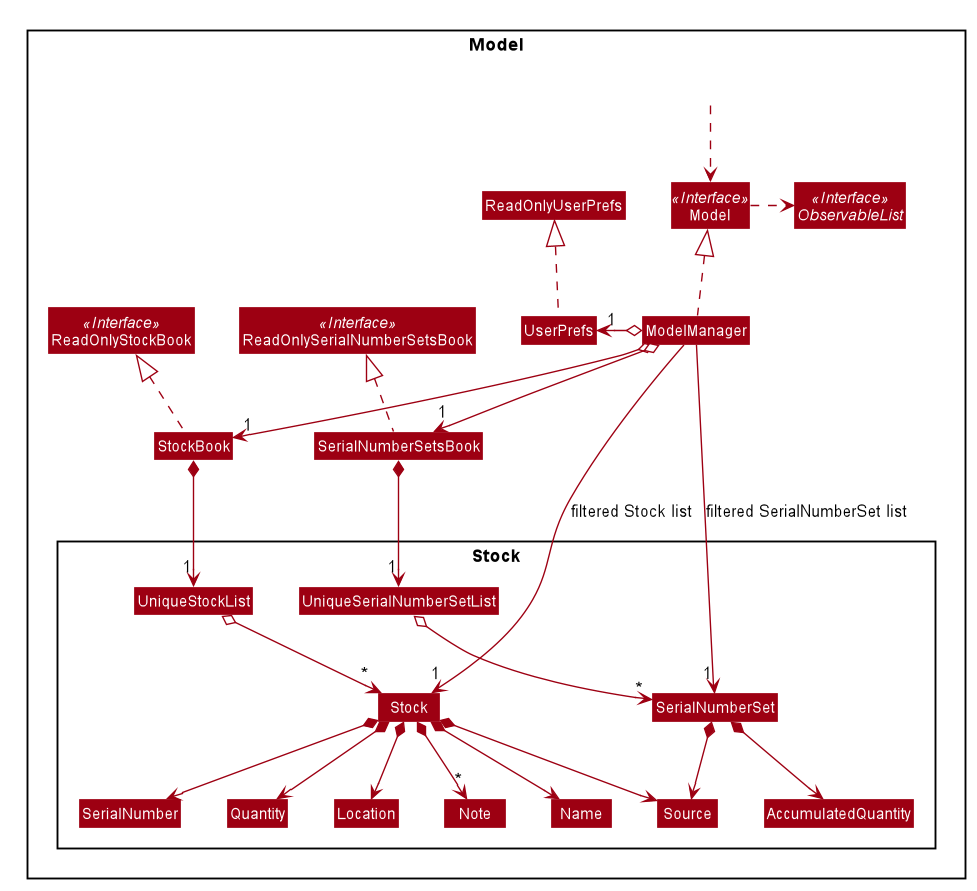 Model
«Interface»
Model
«Interface»
ObservableList
ReadOnlyUserPrefs
«Interface»
ReadOnlyStockBook
«Interface»
ReadOnlySerialNumberSetsBook
UserPrefs
1
ModelManager
1
StockBook
1
SerialNumberSetsBook
filtered Stock list
filtered SerialNumberSet list
Stock
1
UniqueStockList
1
UniqueSerialNumberSetList
*
1
Stock
*
1
SerialNumberSet
*
SerialNumber
Quantity
Location
Note
Name
Source
AccumulatedQuantity